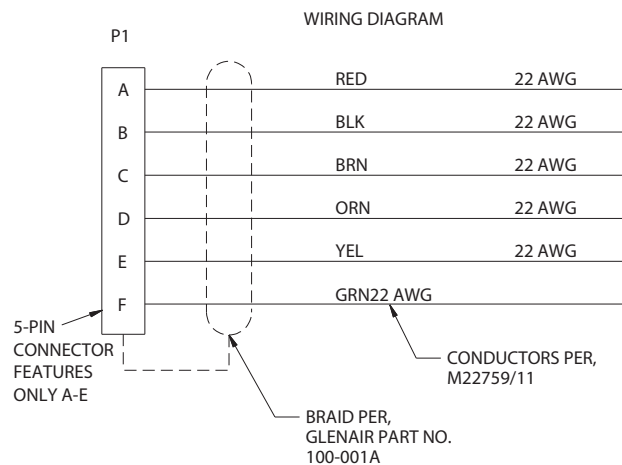 WIRING DIAGRAM
P1
A RED 22 AWG
B BLK 22 AWG
C BRN 22 AWG
D ORN 22 AWG
E YEL 22 AWG
F GRN22 AWG
5-PIN
CONNECTOR
FEATURES
ONLY A-E
CONDUCTORS PER,
M22759/11
BRAID PER,
GLENAIR PART NO.
100-001A